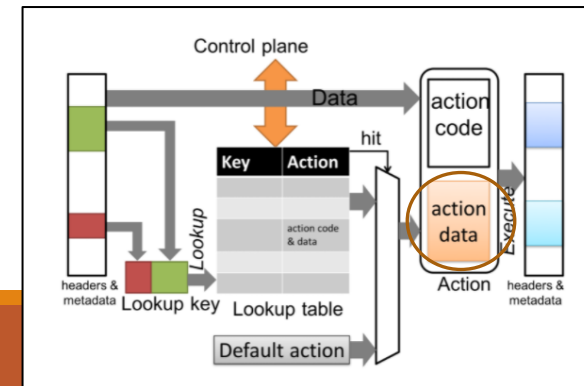 Control plane
Data
action
code
hit
Key Action
Lookup
action code
& data
action
data
Execute
Action
headers &
metadata
Lookup key
Lookup table
headers &
metadata
Default action